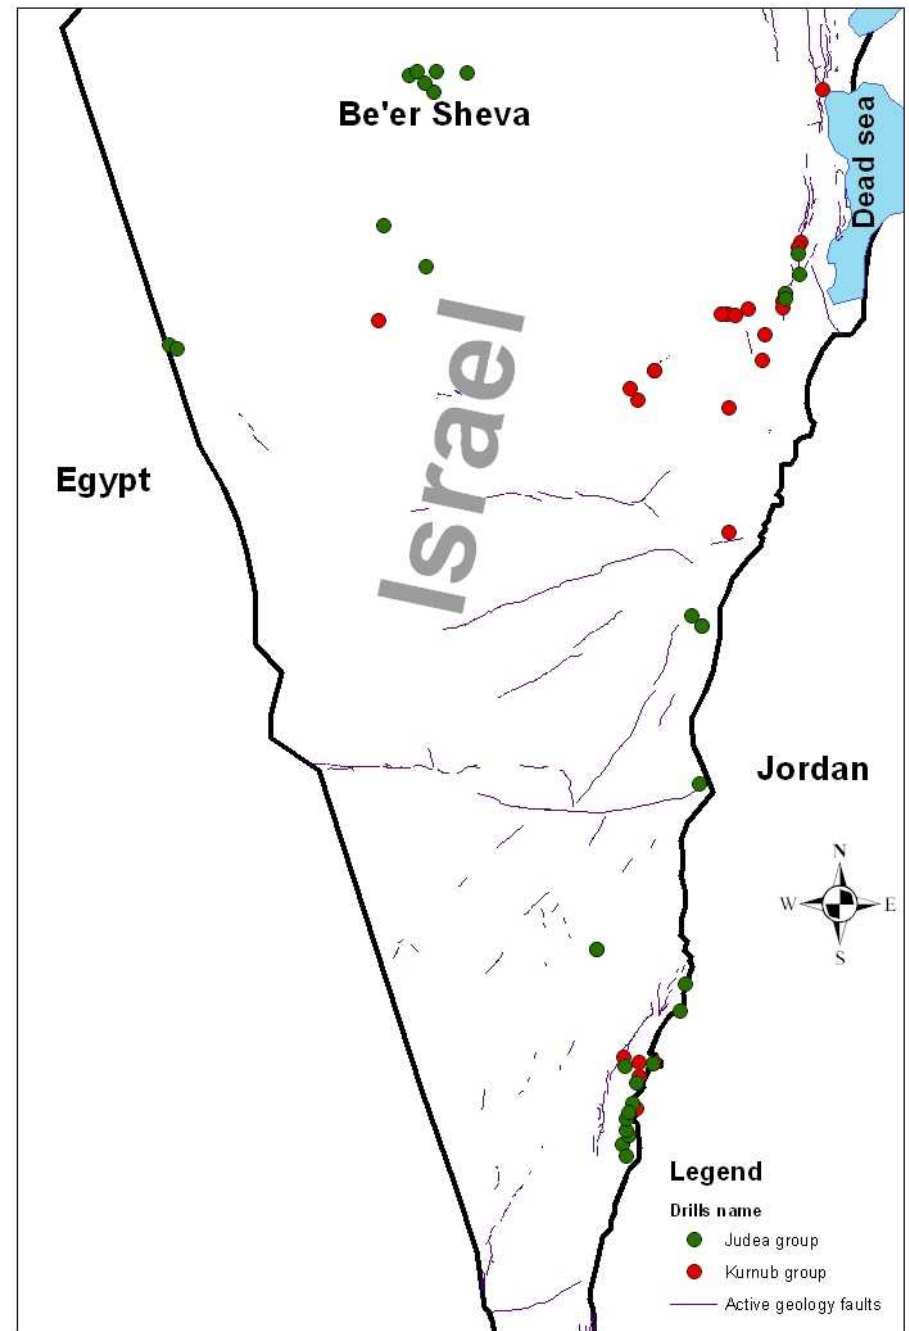 Be'er Sheva
Dead sea
Israel
Egypt
Jordan
N
W E
S
Legend
Drills name
Judea group
Kurnub group
Active geology faults